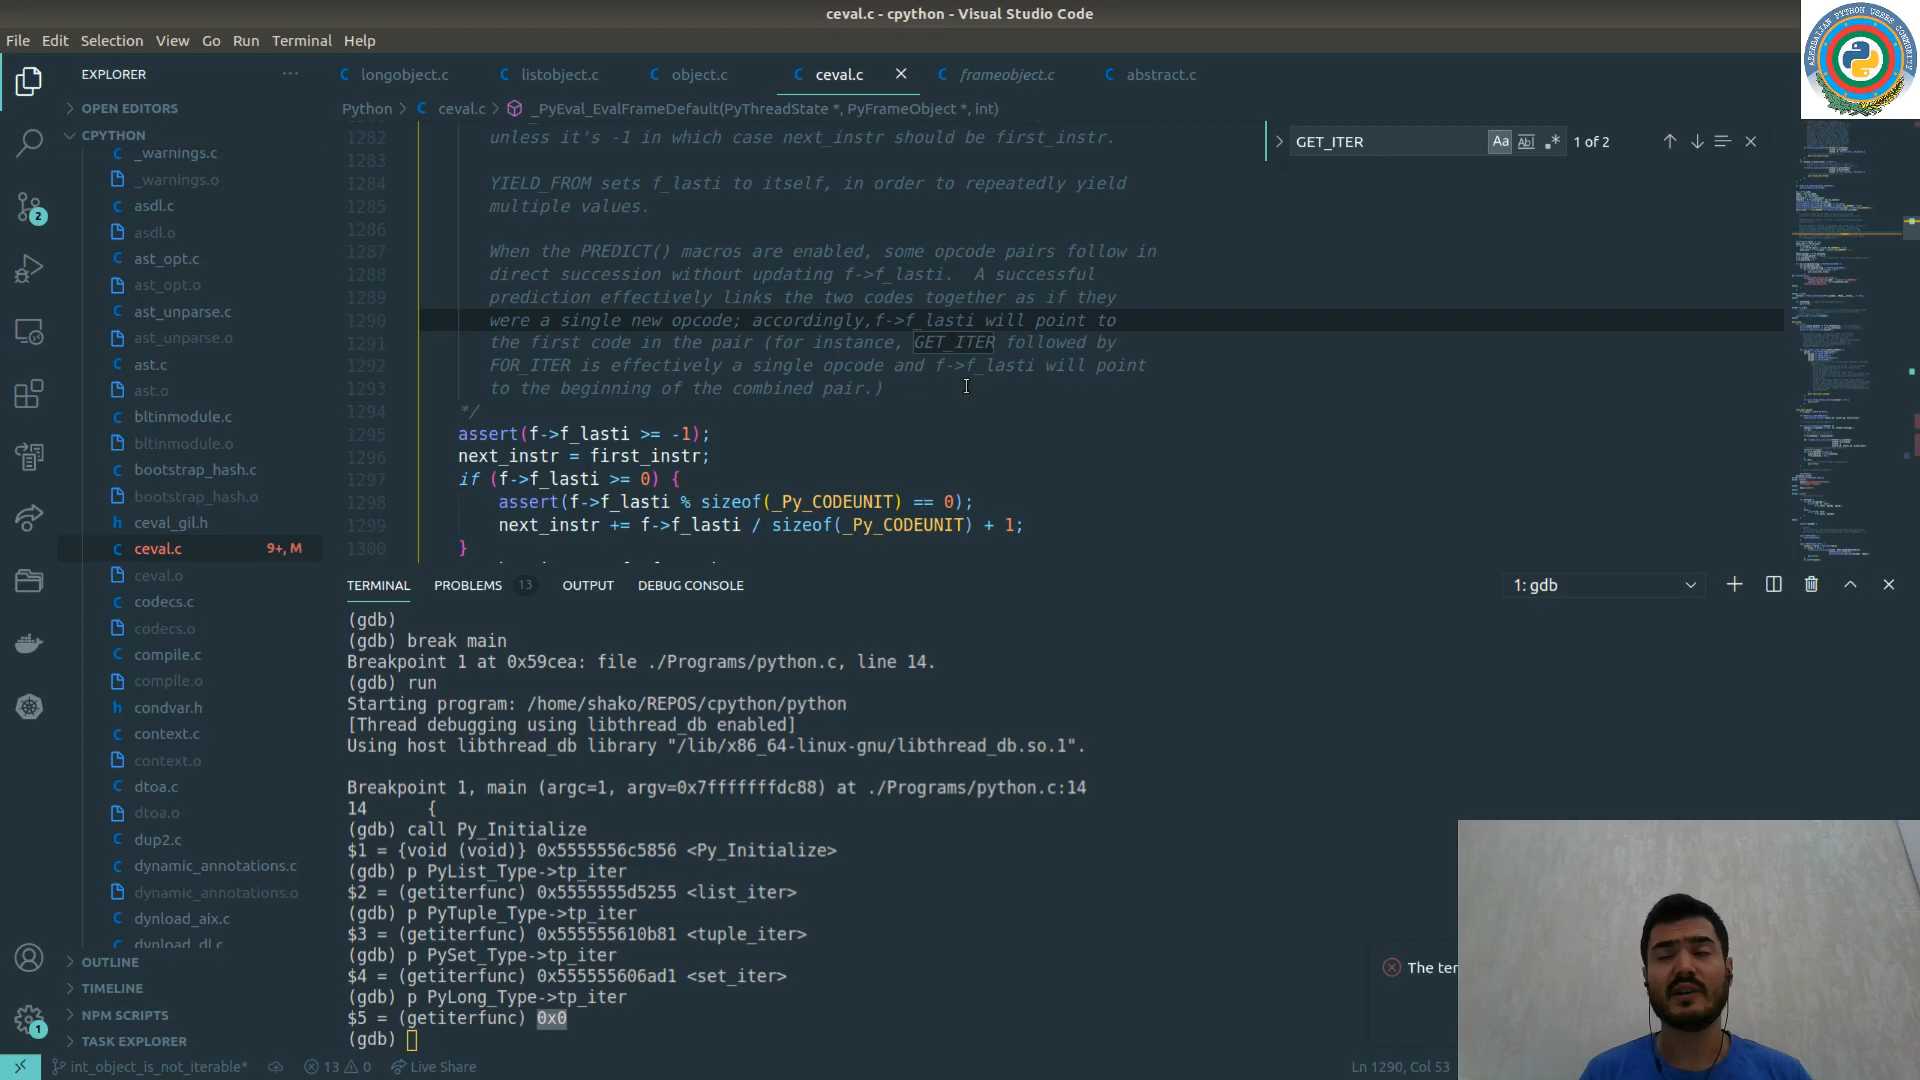 ceval.c - cpython - Visual Studio Code
File Edit Selection View Go Run Terminal Help
EXPLORER ···
longobject.c listobject.c object.c ceval.c frameobject.c abstract.c
AZERBAIJAN PYTHON USERS COMMUNITY
OPEN EDITORS
CPYTHON
_warnings.c
_warnings.o
asdl.c
asdl.o
ast_opt.c
ast_opt.o
ast_unparse.c
ast_unparse.o
ast.c
ast.o
bltinmodule.c
bltinmodule.o
bootstrap_hash.c
bootstrap_hash.o
ceval_gil.h
ceval.c 9+, M
ceval.o
codecs.c
codecs.o
compile.c
compile.o
condvar.h
context.c
context.o
dtoa.c
dtoa.o
dup2.c
dynamic_annotations.c
dynamic_annotations.o
dynload_aix.c
dynload_dl.c
OUTLINE
TIMELINE
NPM SCRIPTS
TASK EXPLORER
2
1
Python > ceval.c > _PyEval_EvalFrameDefault(PyThreadState *, PyFrameObject *, int)
GET_ITER Aa Abl .* 1 of 2
1282 unless it's -1 in which case next_instr should be first_instr.
1283
1284 YIELD_FROM sets f_lasti to itself, in order to repeatedly yield
1285 multiple values.
1286
1287 When the PREDICT() macros are enabled, some opcode pairs follow in
1288 direct succession without updating f->f_lasti.  A successful
1289 prediction effectively links the two codes together as if they
1290 were a single new opcode; accordingly,f->f_lasti will point to
1291 the first code in the pair (for instance, GET_ITER followed by
1292 FOR_ITER is effectively a single opcode and f->f_lasti will point
1293 to the beginning of the combined pair.)
1294 */
1295 assert(f->f_lasti >= -1);
1296 next_instr = first_instr;
1297 if (f->f_lasti >= 0) {
1298 assert(f->f_lasti % sizeof(_Py_CODEUNIT) == 0);
1299 next_instr += f->f_lasti / sizeof(_Py_CODEUNIT) + 1;
1300 }
TERMINAL PROBLEMS 13 OUTPUT DEBUG CONSOLE 1: gdb
(gdb)
(gdb) break main
Breakpoint 1 at 0x59cea: file ./Programs/python.c, line 14.
(gdb) run
Starting program: /home/shako/REPOS/cpython/python
[Thread debugging using libthread_db enabled]
Using host libthread_db library "/lib/x86_64-linux-gnu/libthread_db.so.1".
Breakpoint 1, main (argc=1, argv=0x7fffffffdc88) at ./Programs/python.c:14
14 {
(gdb) call Py_Initialize
$1 = {void (void)} 0x5555556c5856 <Py_Initialize>
(gdb) p PyList_Type->tp_iter
$2 = (getiterfunc) 0x5555555d5255 <list_iter>
(gdb) p PyTuple_Type->tp_iter
$3 = (getiterfunc) 0x555555610b81 <tuple_iter>
(gdb) p PySet_Type->tp_iter
$4 = (getiterfunc) 0x555555606ad1 <set_iter>
(gdb) p PyLong_Type->tp_iter
$5 = (getiterfunc) 0x0
(gdb)
The ter
int_object_is_not_iterable* 13 0 Live Share Ln 1290, Col 53